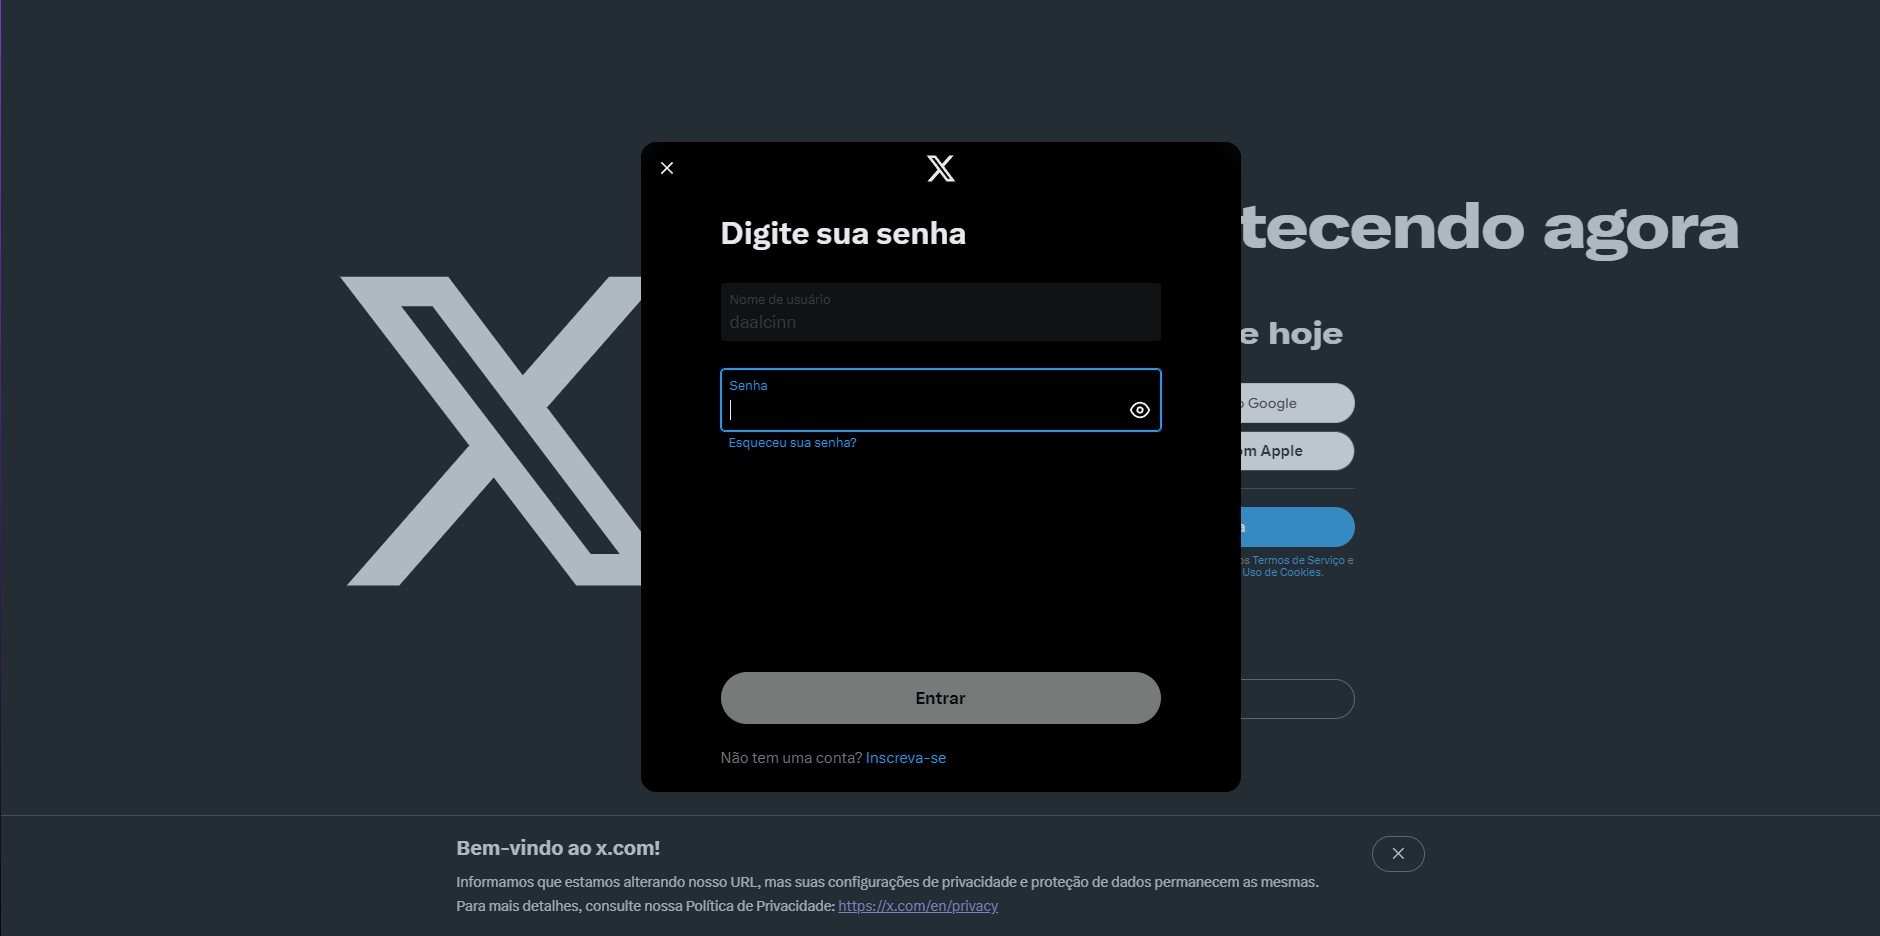 Digite sua senha
Nome de usuário
daalcinn
Senha
Esqueceu sua senha?
Entrar
Não tem uma conta? Inscreva-se
tecendo agora
e hoje
o Google
om Apple
a
os Termos de Serviço e
Uso de Cookies.
Bem-vindo ao x.com!
Informamos que estamos alterando nosso URL, mas suas configurações de privacidade e proteção de dados permanecem as mesmas.
Para mais detalhes, consulte nossa Política de Privacidade: https://x.com/en/privacy